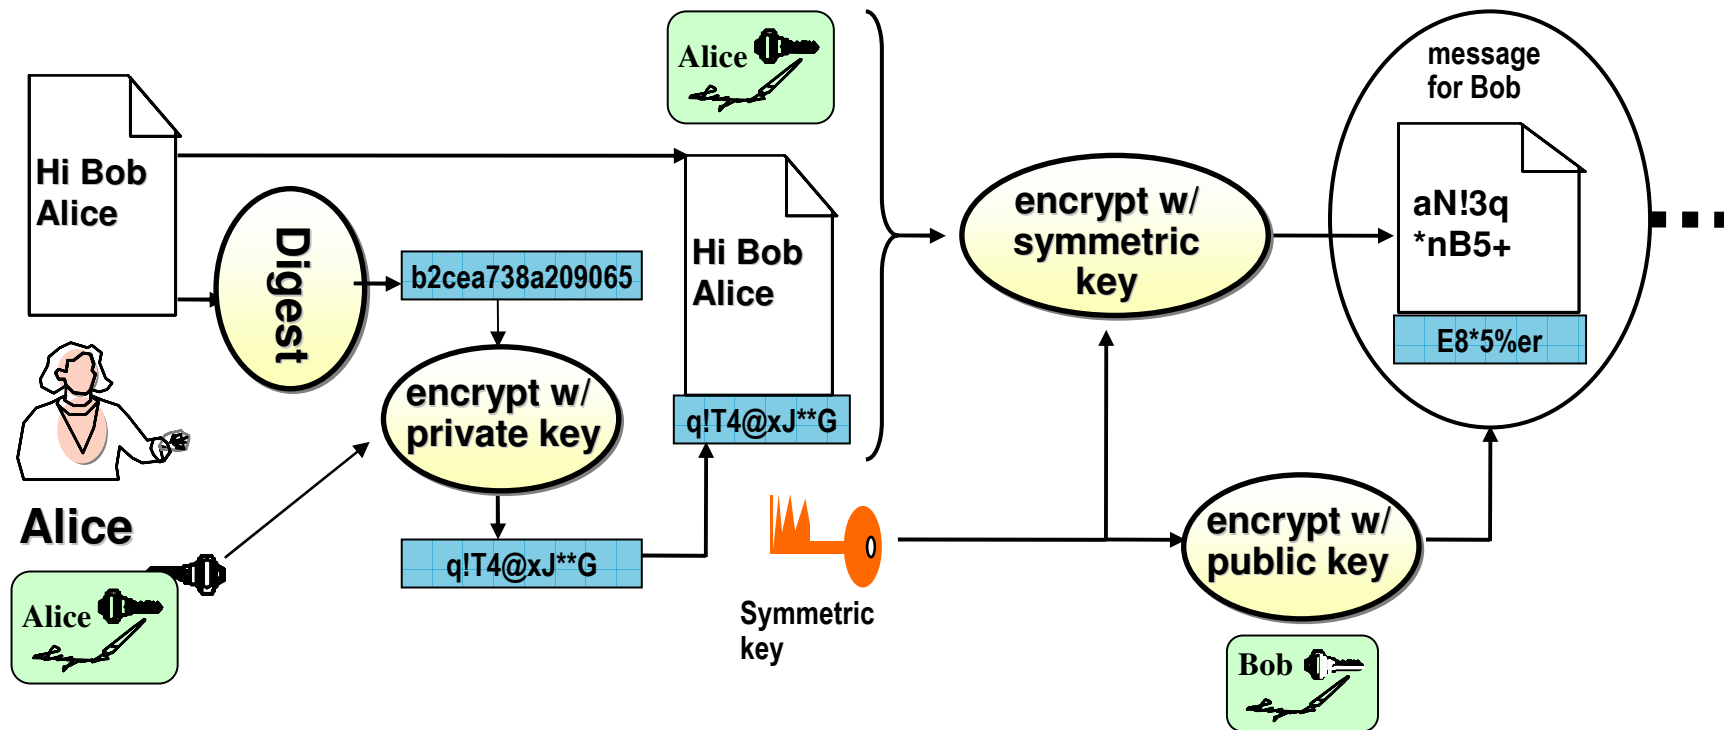 Hi Bob
Alice
Digest
b2cea738a209065
encrypt w/
private key
q!T4@xJ**G
Alice
Alice
Alice
Hi Bob
Alice
q!T4@xJ**G
Symmetric
key
encrypt w/
symmetric
key
encrypt w/
public key
Bob
message
for Bob
aN!3q
*nB5+
E8*5%er